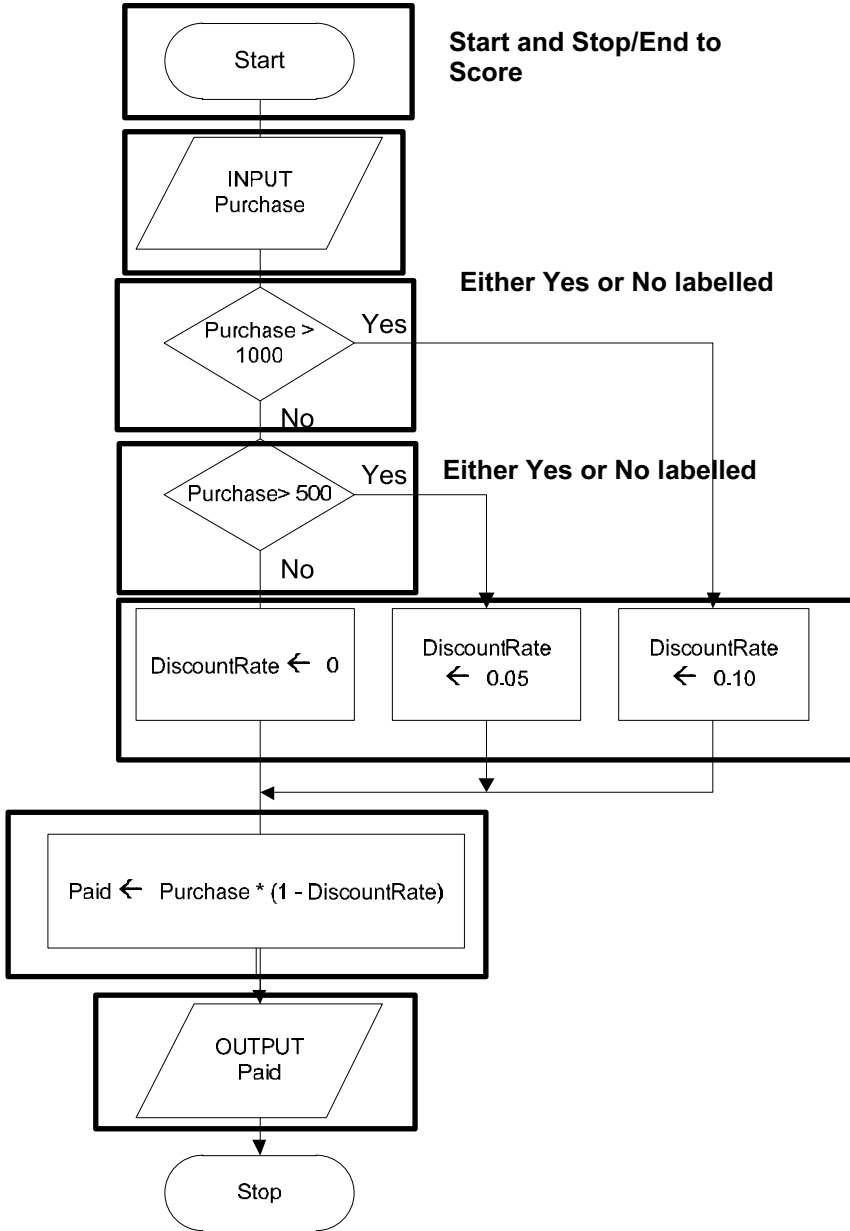 Start
Start and Stop/End to
Score
INPUT
Purchase
Either Yes or No labelled
Purchase >
1000
Yes
No
Either Yes or No labelled
Purchase> 500
Yes
No
DiscountRate ← 0
DiscountRate
← 0.05
DiscountRate
← 0.10
Paid ← Purchase * (1 - DiscountRate)
OUTPUT
Paid
Stop